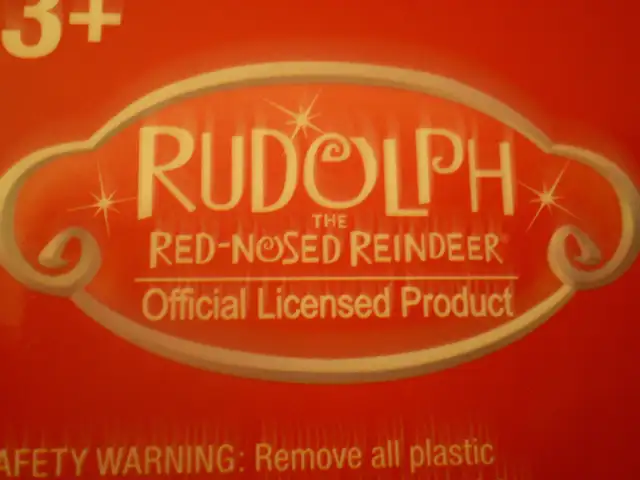 3+
RUDOLPH
THE
RED-NOSED REINDEER
Official Licensed Product
AFETY WARNING: Remove all plastic